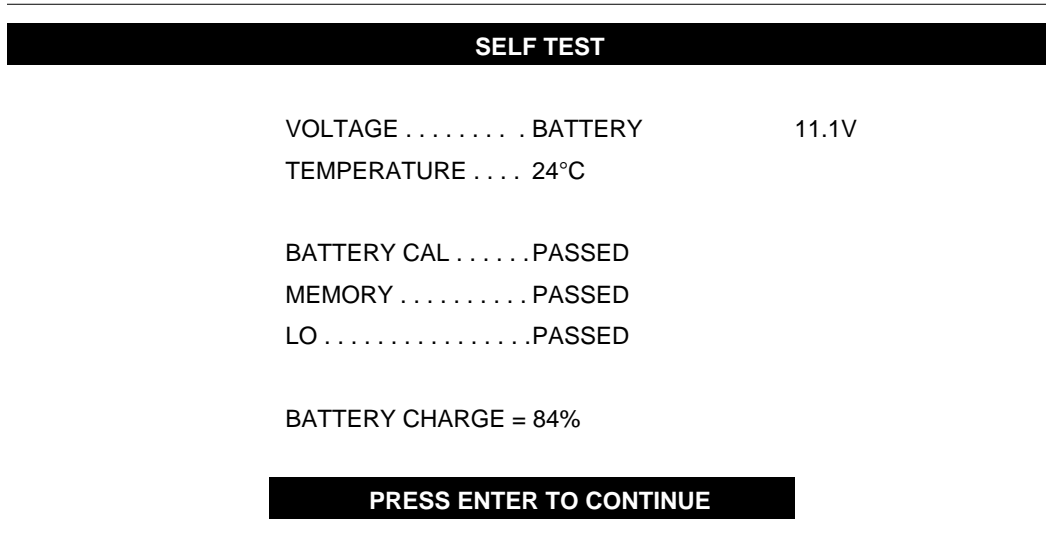 SELF TEST
VOLTAGE . . . . . . . . . BATTERY 11.1V
TEMPERATURE . . . . 24°C
BATTERY CAL . . . . . . PASSED
MEMORY . . . . . . . . . . PASSED
LO . . . . . . . . . . . . . . . . PASSED
BATTERY CHARGE = 84%
PRESS ENTER TO CONTINUE